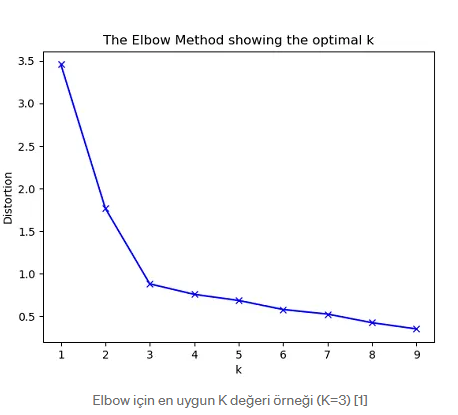 The Elbow Method showing the optimal k
3.5
3.0
2.5
2.0
1.5
1.0
0.5
Distortion
1 2 3 4 5 6 7 8 9
k
Elbow için en uygun K değeri örneği (K=3) [1]